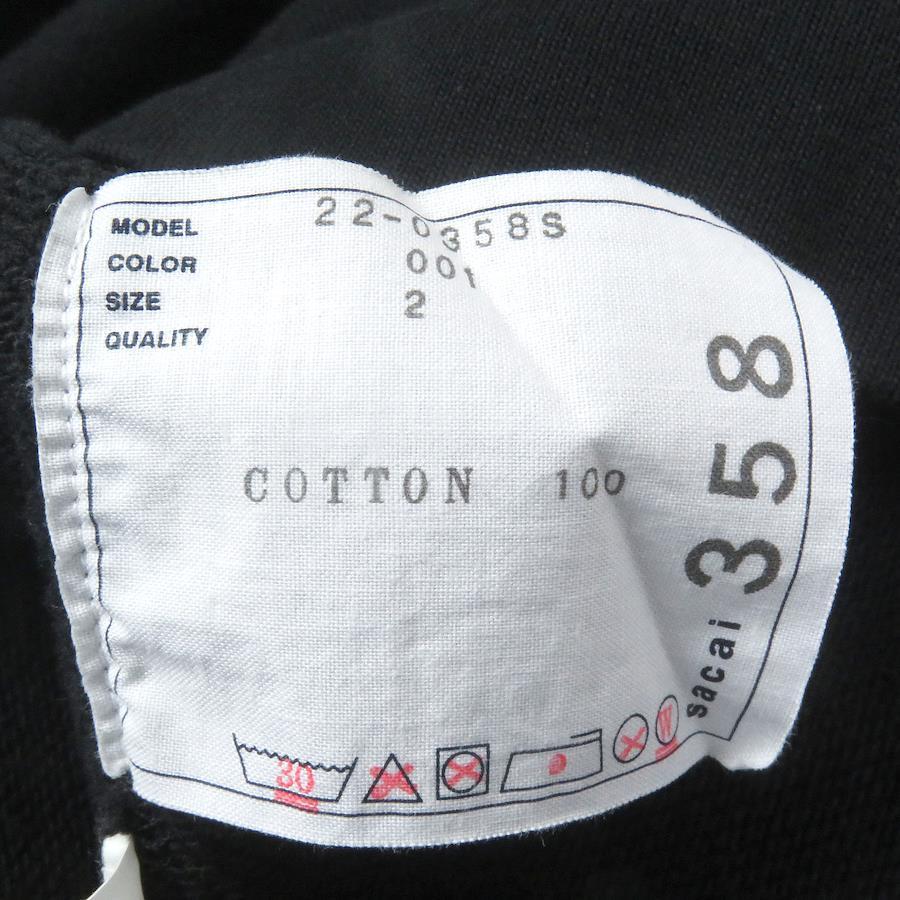 MODEL 22-0358S
COLOR 001
SIZE 2
QUALITY
COTTON 100
sacai 358
30
W